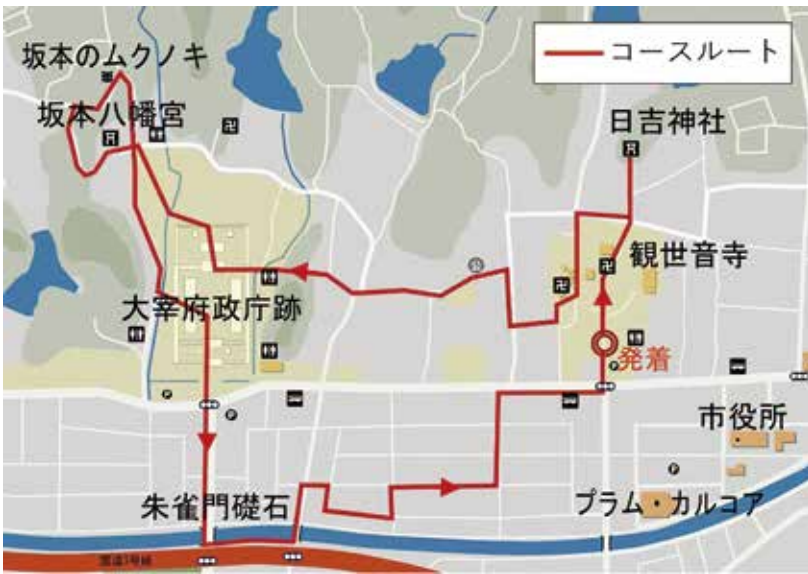 コースルート
坂本のムクノキ
坂本八幡宮
日吉神社
観世音寺
大宰府政庁跡
発着
市役所
朱雀門礎石
プラム・カルコア